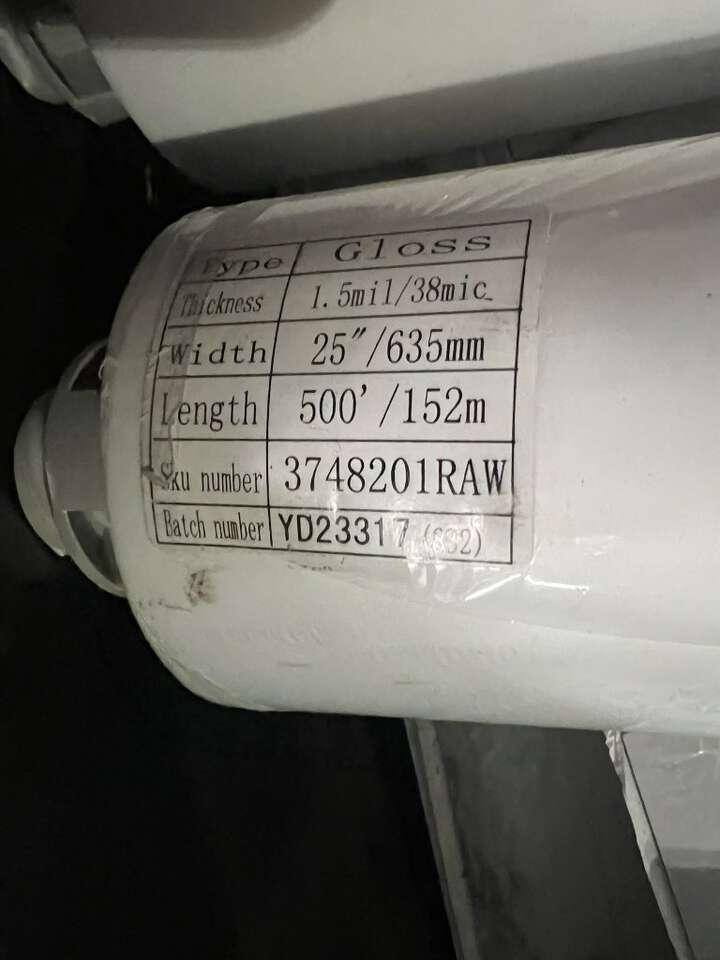 Type Gloss
Thickness 1.5mil/38mic
Width 25"/635mm
Length 500'/152m
Sku number 3748201RAW
Batch number YD23317